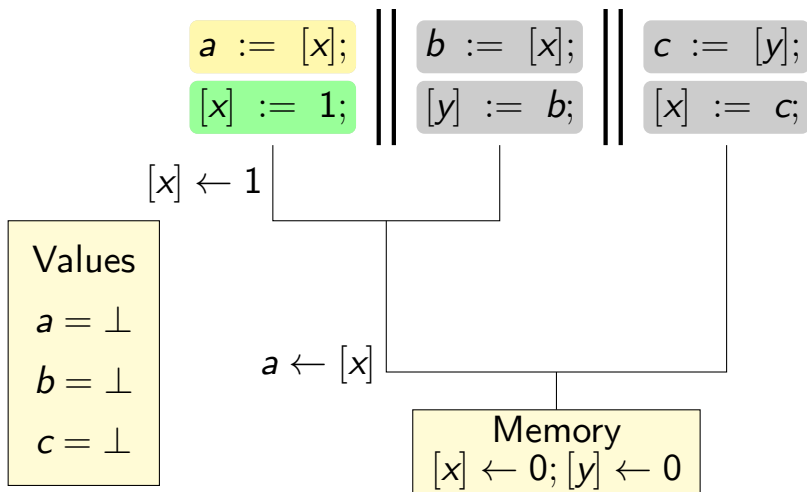 a := [x]; b := [x]; c := [y];
[x] := 1; [y] := b; [x] := c;
[x] ← 1
Values
a = ⊥
b = ⊥
c = ⊥
a ← [x]
Memory
[x] ← 0; [y] ← 0